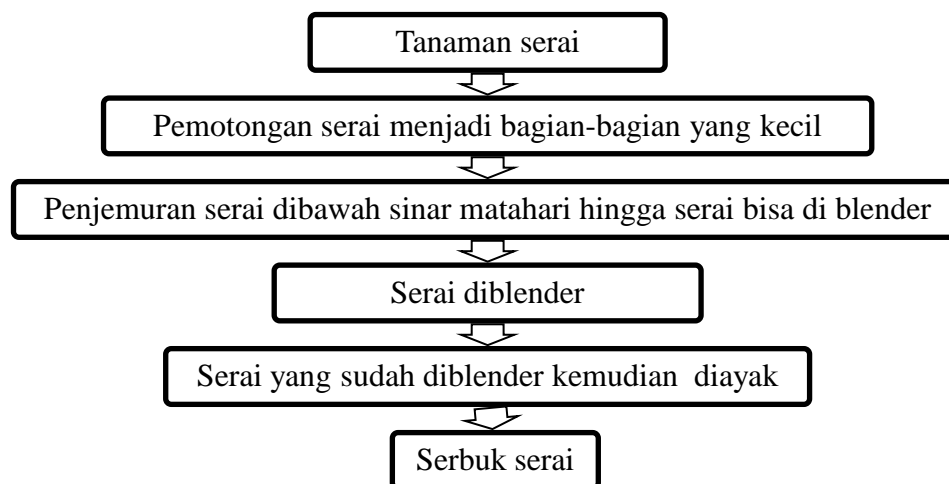 Tanaman serai
Pemotongan serai menjadi bagian-bagian yang kecil
Penjemuran serai dibawah sinar matahari hingga serai bisa di blender
Serai diblender
Serai yang sudah diblender kemudian  diayak
Serbuk serai